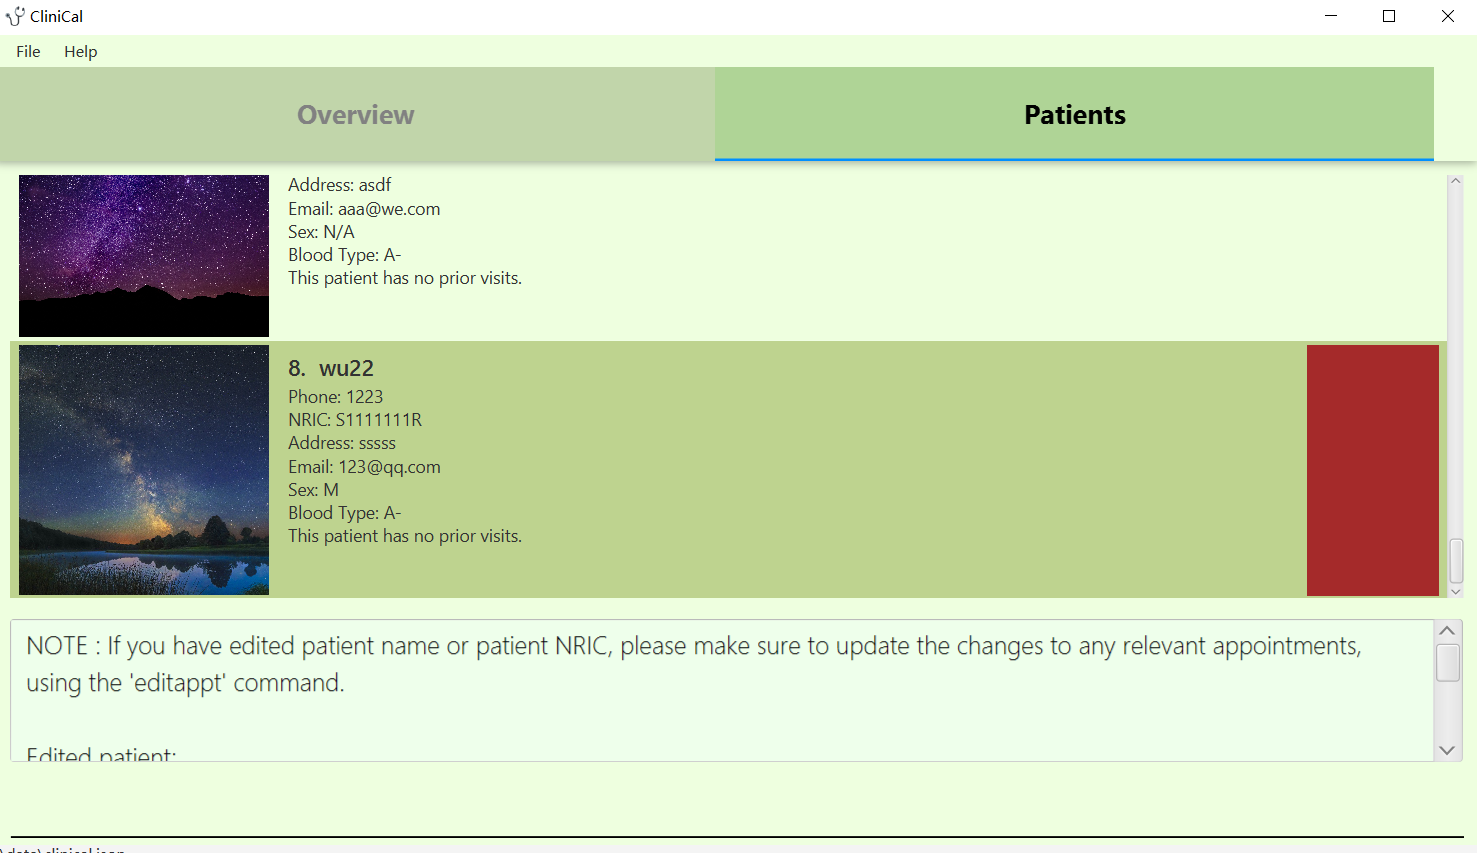 CliniCal
File Help
Overview Patients
Address: asdf
Email: aaa@we.com
Sex: N/A
Blood Type: A-
This patient has no prior visits.
8. wu22
Phone: 1223
NRIC: S1111111R
Address: sssss
Email: 123@qq.com
Sex: M
Blood Type: A-
This patient has no prior visits.
NOTE : If you have edited patient name or patient NRIC, please make sure to update the changes to any relevant appointments,
using the 'editappt' command.
Edited patient:
\data\clinical.json